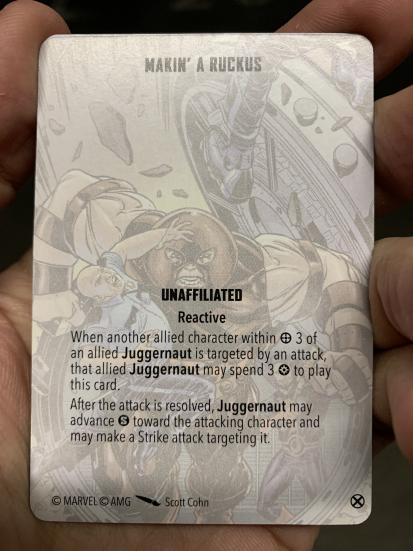 MAKIN' A RUCKUS
UNAFFILIATED
Reactive
When another allied character within 3 of
an allied Juggernaut is targeted by an attack,
that allied Juggernaut may spend 3 to play
this card.
After the attack is resolved, Juggernaut may
advance S toward the attacking character and
may make a Strike attack targeting it.
© MARVEL © AMG Scott Cohn